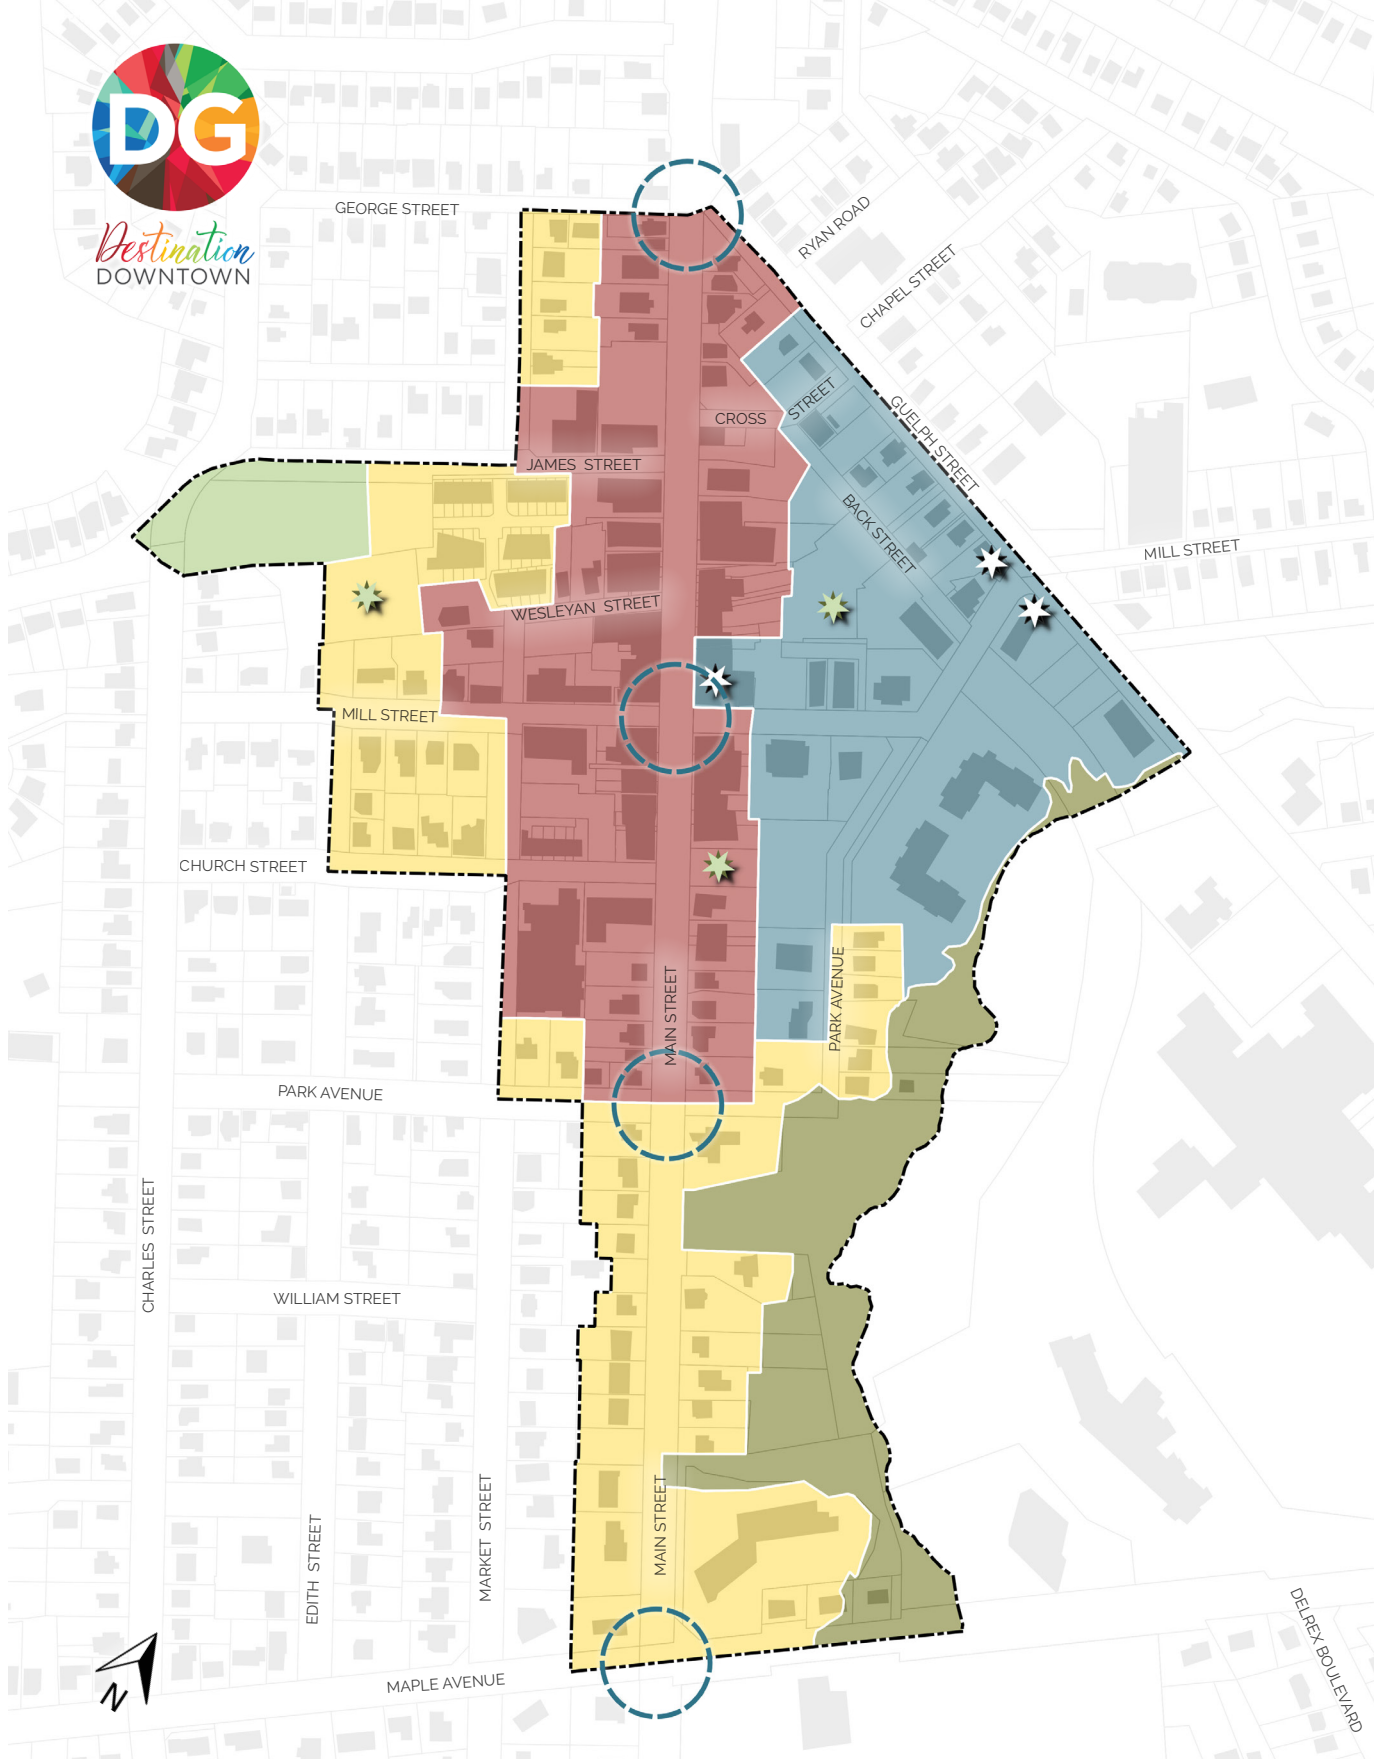 DG
Destination
DOWNTOWN
GEORGE STREET
RYAN ROAD
CHAPEL STREET
GUELPH STREET
CROSS
STREET
JAMES STREET
BACK STREET
MILL STREET
WESLEYAN STREET
MILL STREET
CHURCH STREET
MAIN STREET
PARK AVENUE
PARK AVENUE
CHARLES STREET
WILLIAM STREET
MAIN STREET
MARKET STREET
EDITH STREET
DELREX BOULEVARD
MAPLE AVENUE
N